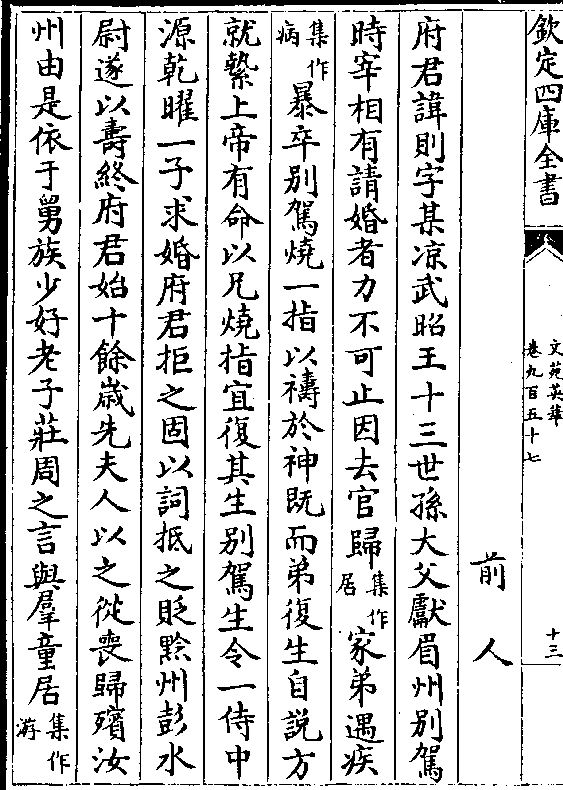 欽定四庫全書
文苑英華
卷九百五十七
十三
前人
府君諱則字某凉武昭王十三世孫大父獻眉州別駕
時宰相有請婚者力不可止因去官歸集作居家弟遇疾
集作病暴卒別駕燒一指以禱於神既而弟復生自説方
就縶上帝有命以兄燒指宜復其生別駕生令一侍中
源乾曜一子求婚府君拒之固以詞抵之貶黔州彭水
尉遂以壽終府君始十餘歲先夫人以之從喪歸殯汝
州由是依于舅族少好老子莊周之言與羣童居集作游